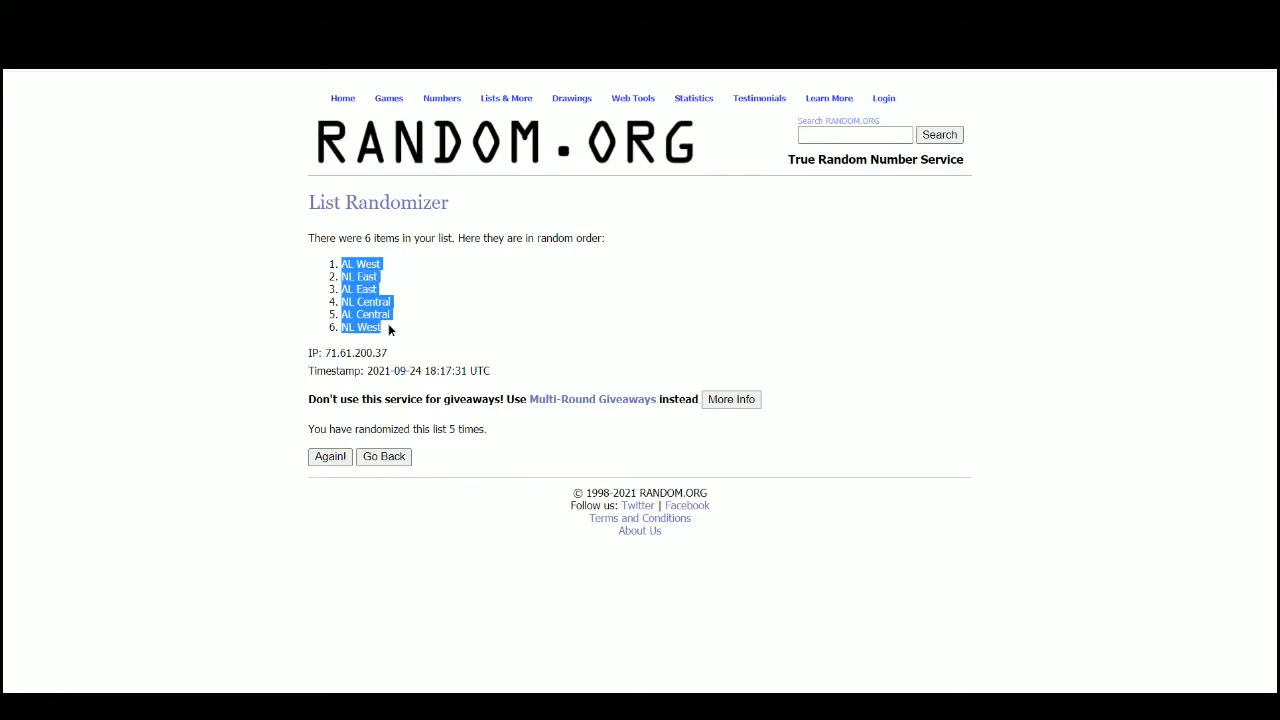 Home Games Numbers Lists & More Drawings Web Tools Statistics Testimonials Learn More Login
RANDOM.ORG
Search RANDOM.ORG
Search
True Random Number Service
List Randomizer
There were 6 items in your list. Here they are in random order:
1. AL West
2. NL East
3. AL East
4. NL Central
5. AL Central
6. NL West
IP: 71.61.200.37
Timestamp: 2021-09-24 18:17:31 UTC
Don't use this service for giveaways! Use Multi-Round Giveaways instead More Info
You have randomized this list 5 times.
Again! Go Back
© 1998-2021 RANDOM.ORG
Follow us: Twitter | Facebook
Terms and Conditions
About Us